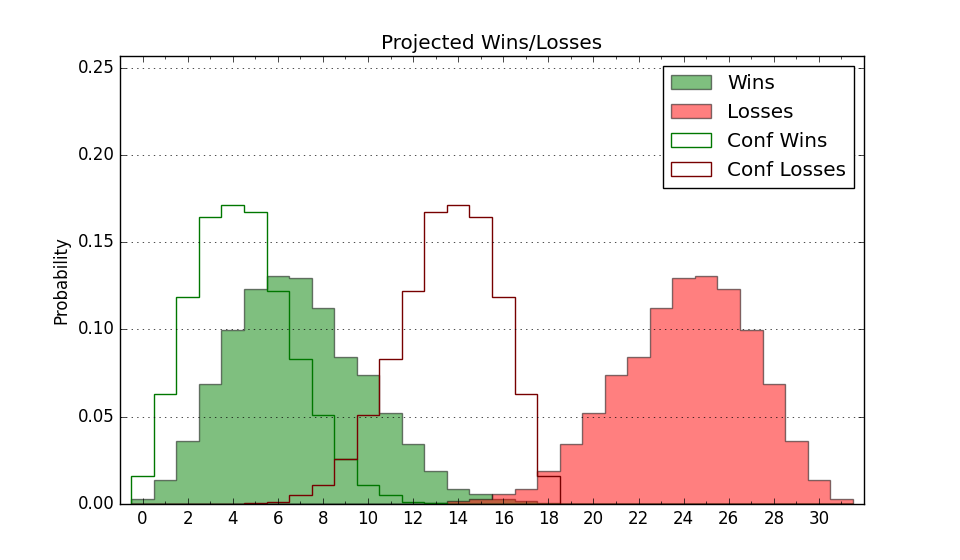 Projected Wins/Losses
0.25
0.20
0.15
0.10
0.05
0.00
Probability
Wins
Losses
Conf Wins
Conf Losses
0 2 4 6 8 10 12 14 16 18 20 22 24 26 28 30